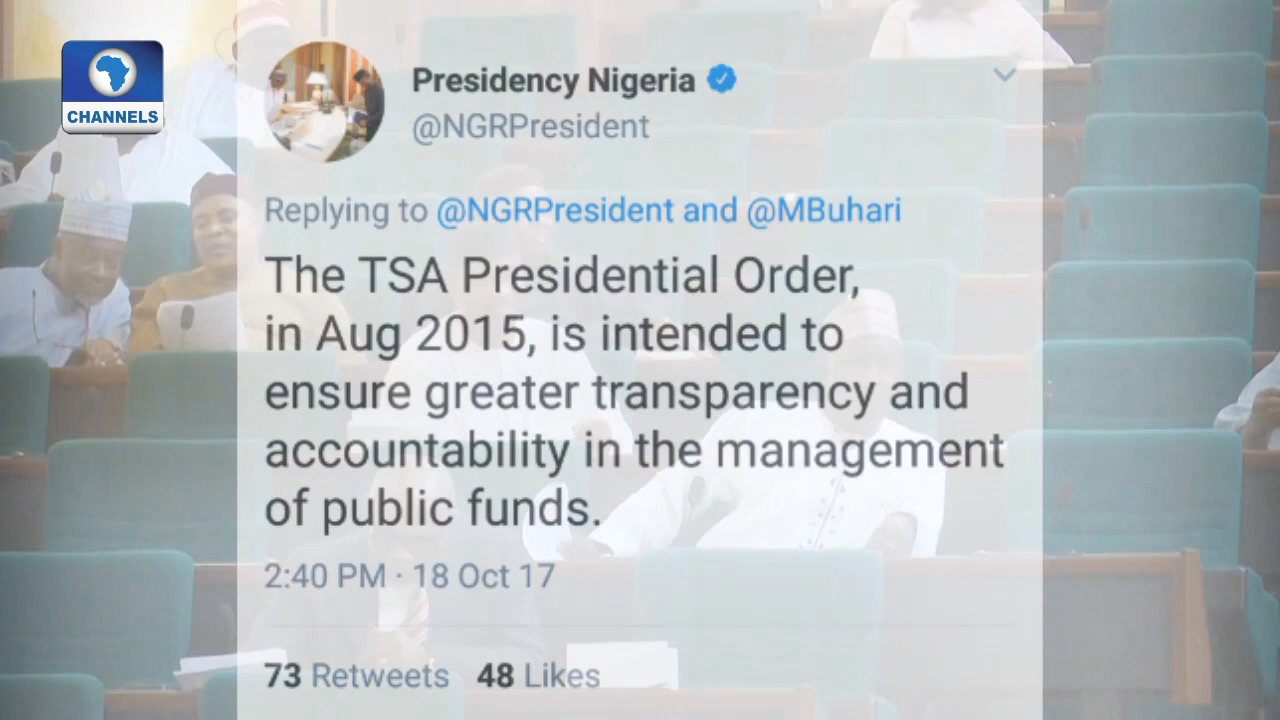 CHANNELS
Presidency Nigeria
@NGRPresident
Replying to @NGRPresident and @MBuhari
The TSA Presidential Order,
in Aug 2015, is intended to
ensure greater transparency and
accountability in the management
of public funds.
2:40 PM · 18 Oct 17
73 Retweets 48 Likes